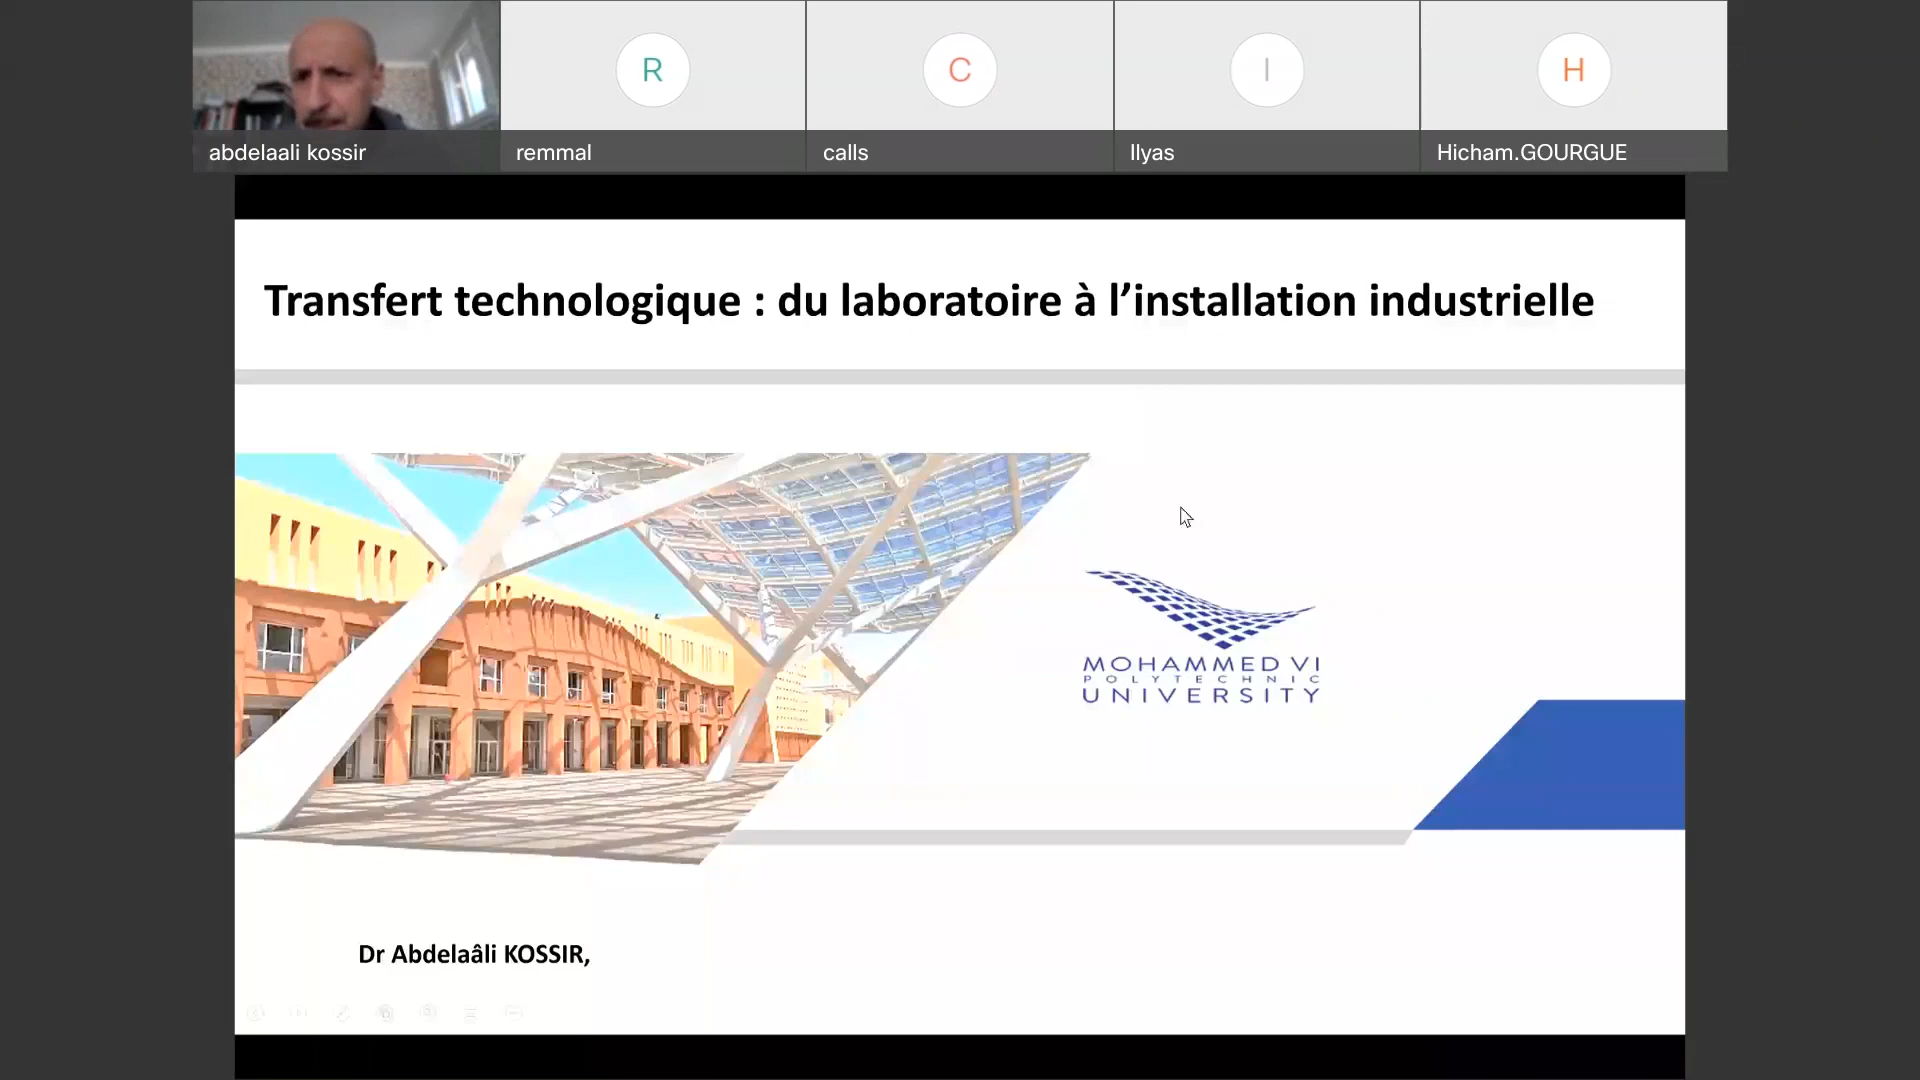 R
C
I
H
abdelaali kossir
remmal
calls
Ilyas
Hicham.GOURGUE
Transfert technologique : du laboratoire à l’installation industrielle
MOHAMMED VI
POLYTECHNIC
UNIVERSITY
Dr Abdelaâli KOSSIR,